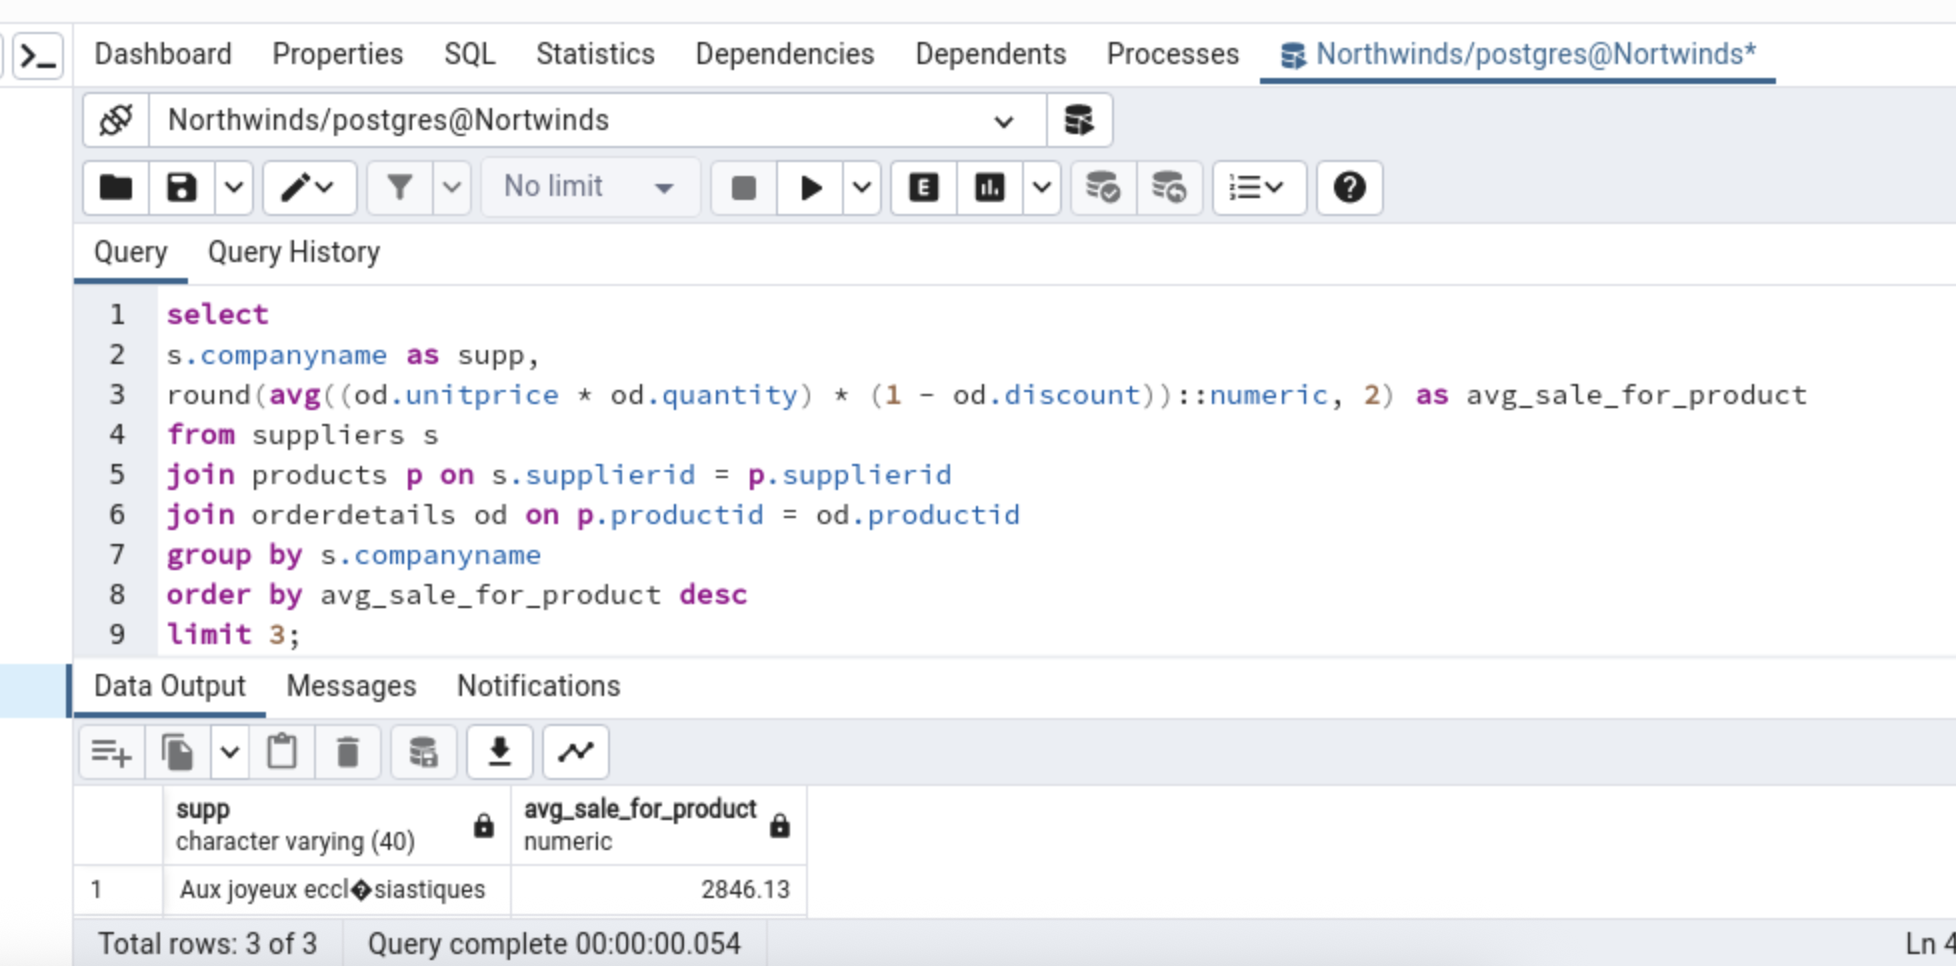 Dashboard Properties SQL Statistics Dependencies Dependents Processes Northwinds/postgres@Nortwinds*
Northwinds/postgres@Nortwinds
No limit E
Query Query History
1 select
2 s.companyname as supp,
3 round(avg((od.unitprice * od.quantity) * (1 - od.discount))::numeric, 2) as avg_sale_for_product
4 from suppliers s
5 join products p on s.supplierid = p.supplierid
6 join orderdetails od on p.productid = od.productid
7 group by s.companyname
8 order by avg_sale_for_product desc
9 limit 3;
Data Output Messages Notifications
supp avg_sale_for_product
character varying (40) numeric
1 Aux joyeux eccl�siastiques 2846.13
Total rows: 3 of 3 Query complete 00:00:00.054 Ln 4